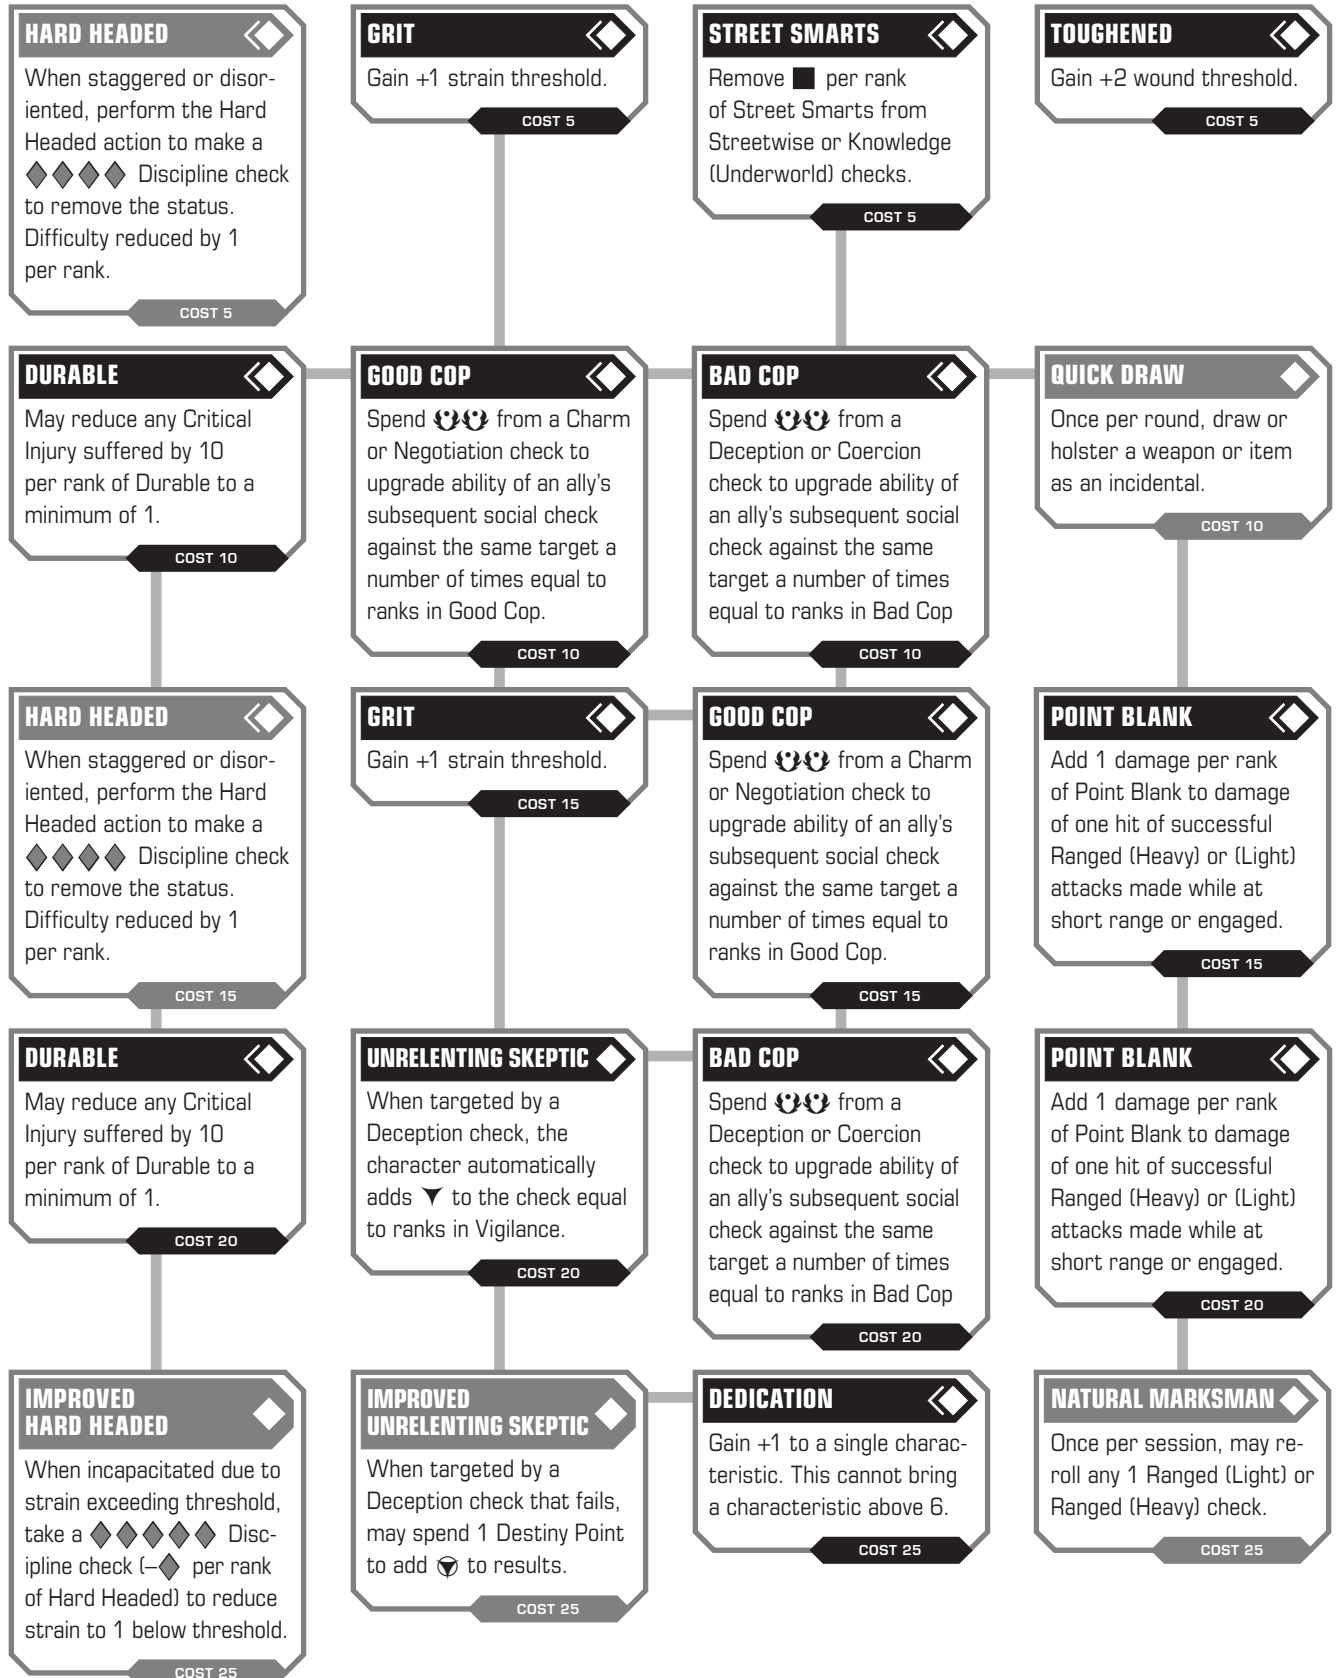 HARD HEADED
When staggered or disor-
iented, perform the Hard
Headed action to make a
Discipline check
to remove the status.
Difficulty reduced by 1
per rank.
COST 5
GRIT
Gain +1 strain threshold.
COST 5
STREET SMARTS
Remove per rank
of Street Smarts from
Streetwise or Knowledge
(Underworld) checks.
COST 5
TOUGHENED
Gain +2 wound threshold.
COST 5
DURABLE
May reduce any Critical
Injury suffered by 10
per rank of Durable to a
minimum of 1.
COST 10
GOOD COP
Spend from a Charm
or Negotiation check to
upgrade ability of an ally's
subsequent social check
against the same target a
number of times equal to
ranks in Good Cop.
COST 10
BAD COP
Spend from a
Deception or Coercion
check to upgrade ability of
an ally's subsequent social
check against the same
target a number of times
equal to ranks in Bad Cop
COST 10
QUICK DRAW
Once per round, draw or
holster a weapon or item
as an incidental.
COST 10
HARD HEADED
When staggered or disor-
iented, perform the Hard
Headed action to make a
Discipline check
to remove the status.
Difficulty reduced by 1
per rank.
COST 15
GRIT
Gain +1 strain threshold.
COST 15
GOOD COP
Spend from a Charm
or Negotiation check to
upgrade ability of an ally's
subsequent social check
against the same target a
number of times equal to
ranks in Good Cop.
COST 15
POINT BLANK
Add 1 damage per rank
of Point Blank to damage
of one hit of successful
Ranged (Heavy) or (Light)
attacks made while at
short range or engaged.
COST 15
DURABLE
May reduce any Critical
Injury suffered by 10
per rank of Durable to a
minimum of 1.
COST 20
UNRELENTING SKEPTIC
When targeted by a
Deception check, the
character automatically
adds to the check equal
to ranks in Vigilance.
COST 20
BAD COP
Spend from a
Deception or Coercion
check to upgrade ability of
an ally's subsequent social
check against the same
target a number of times
equal to ranks in Bad Cop
COST 20
POINT BLANK
Add 1 damage per rank
of Point Blank to damage
of one hit of successful
Ranged (Heavy) or (Light)
attacks made while at
short range or engaged.
COST 20
IMPROVED
HARD HEADED
When incapacitated due to
strain exceeding threshold,
take a Disc-
ipline check (– per rank
of Hard Headed) to reduce
strain to 1 below threshold.
COST 25
IMPROVED
UNRELENTING SKEPTIC
When targeted by a
Deception check that fails,
may spend 1 Destiny Point
to add to results.
COST 25
DEDICATION
Gain +1 to a single charac-
teristic. This cannot bring
a characteristic above 6.
COST 25
NATURAL MARKSMAN
Once per session, may re-
roll any 1 Ranged (Light) or
Ranged (Heavy) check.
COST 25